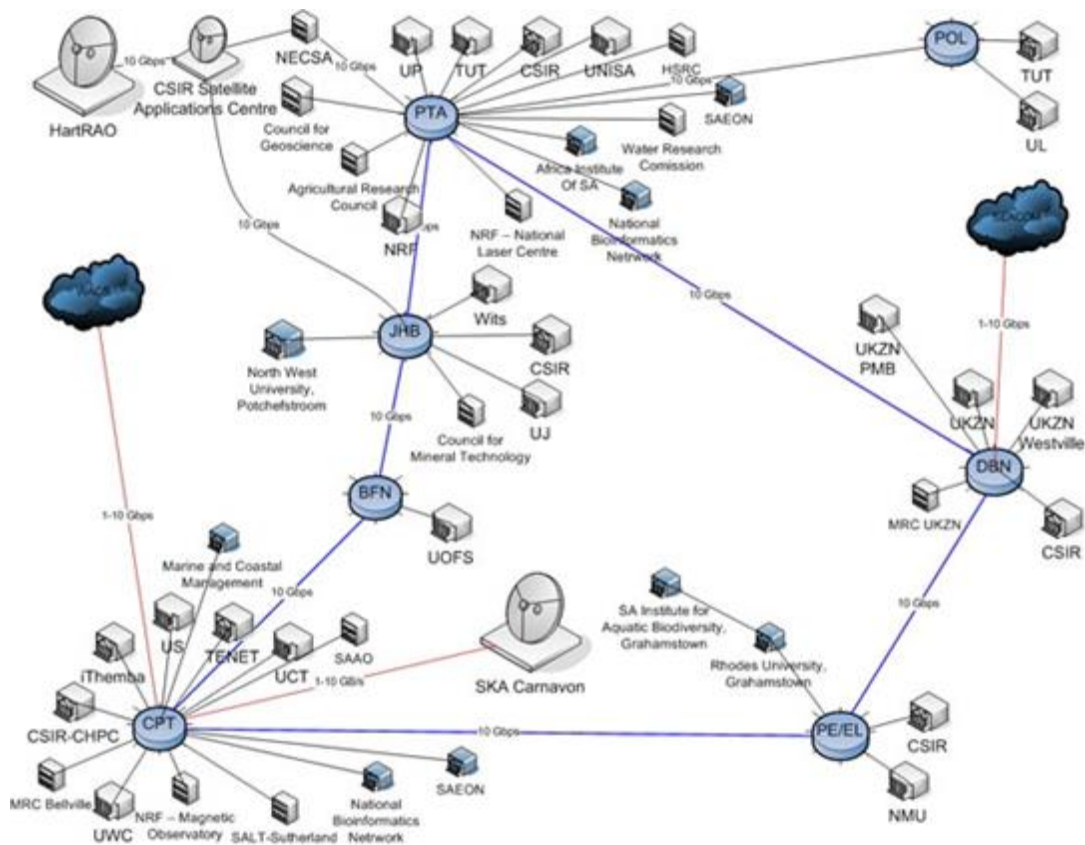 HartRAO
10 Gbps
CSIR Satellite
Applications Centre
NECSA
10 Gbps
UP
TUT
CSIR
UNISA
HSRC
10 Gbps
POL
TUT
UL
PTA
Council for
Geoscience
Agricultural Research
Council
NRF
NRF – National
Laser Centre
Africa Institute
Of SA
National
Bioinformatics
Netrwork
SAEON
Water Research
Comission
10 Gbps
10 Gbps
SEACOM
1-10 Gbps
JHB
Wits
CSIR
UJ
Council for
Mineral Technology
North West
University,
Potchefstroom
10 Gbps
BFN
UOFS
10 Gbps
1-10 Gbps
UKZN
PMB
UKZN
UKZN
Westville
DBN
MRC UKZN
CSIR
10 Gbps
Marine and Coastal
Management
US
TENET
UCT
SAAO
iThemba
CSIR-CHPC
CPT
1-10 GB/s
SKA Carnavon
SA Institute for
Aquatic Biodiversity,
Grahamstown
Rhodes University,
Grahamstown
10 Gbps
PE/EL
CSIR
NMU
MRC Bellville
UWC
NRF – Magnetic
Observatory
SALT-Sutherland
National
Bioinformatics
Netrwork
SAEON